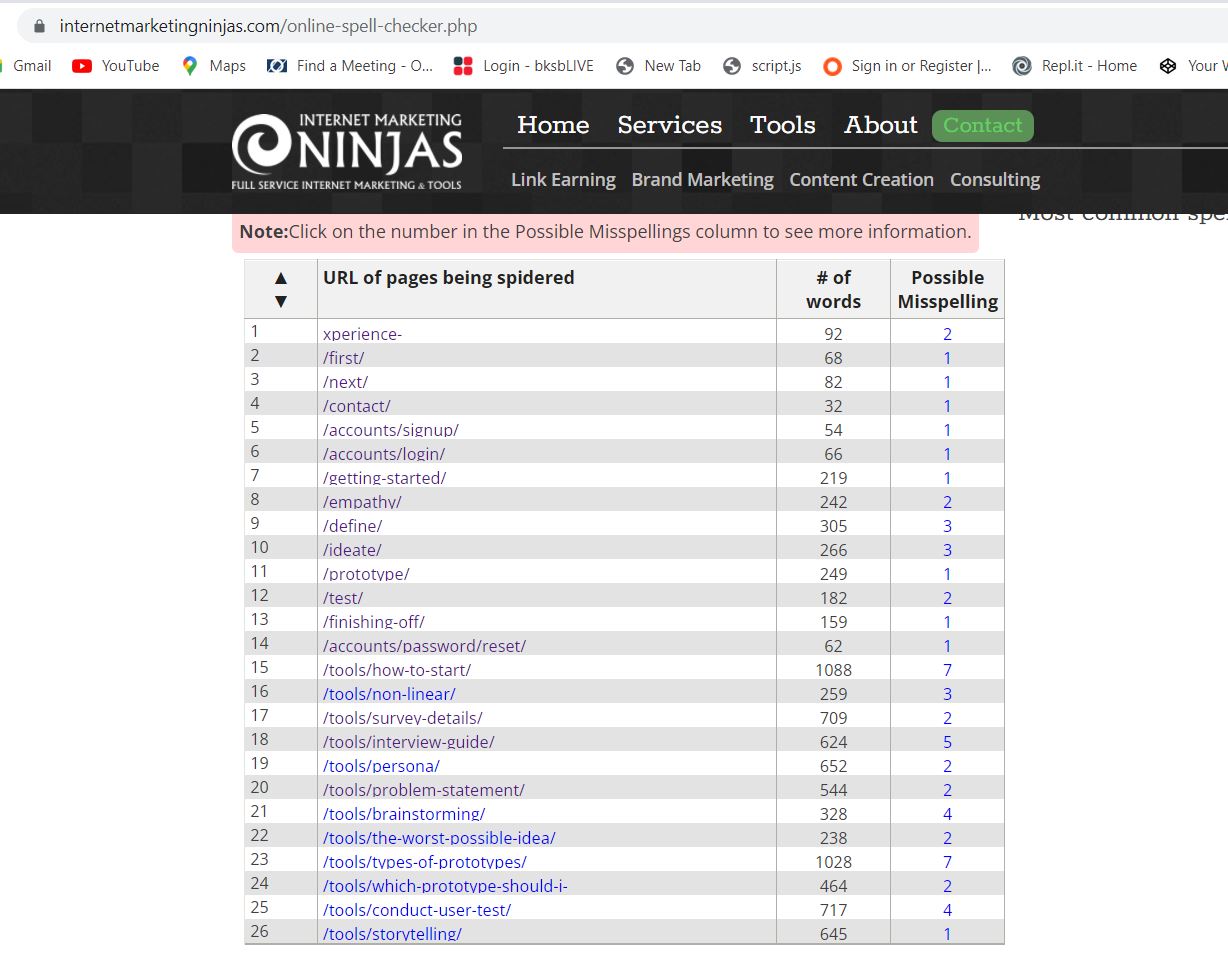 internetmarketingninjas.com/online-spell-checker.php
Gmail YouTube Maps Find a Meeting - O... Login - bksbLIVE New Tab script.js Sign in or Register |... Repl.it - Home Your
INTERNET MARKETING
NINJAS
FULL SERVICE INTERNET MARKETING & TOOLS
Home Services Tools About Contact
Link Earning Brand Marketing Content Creation Consulting
Most common
Note:Click on the number in the Possible Misspellings column to see more information.
▲ URL of pages being spidered # of Possible
▼ words Misspelling
1 xperience- 92 2
2 /first/ 68 1
3 /next/ 82 1
4 /contact/ 32 1
5 /accounts/signup/ 54 1
6 /accounts/login/ 66 1
7 /getting-started/ 219 1
8 /empathy/ 242 2
9 /define/ 305 3
10 /ideate/ 266 3
11 /prototype/ 249 1
12 /test/ 182 2
13 /finishing-off/ 159 1
14 /accounts/password/reset/ 62 1
15 /tools/how-to-start/ 1088 7
16 /tools/non-linear/ 259 3
17 /tools/survey-details/ 709 2
18 /tools/interview-guide/ 624 5
19 /tools/persona/ 652 2
20 /tools/problem-statement/ 544 2
21 /tools/brainstorming/ 328 4
22 /tools/the-worst-possible-idea/ 238 2
23 /tools/types-of-prototypes/ 1028 7
24 /tools/which-prototype-should-i- 464 2
25 /tools/conduct-user-test/ 717 4
26 /tools/storytelling/ 645 1